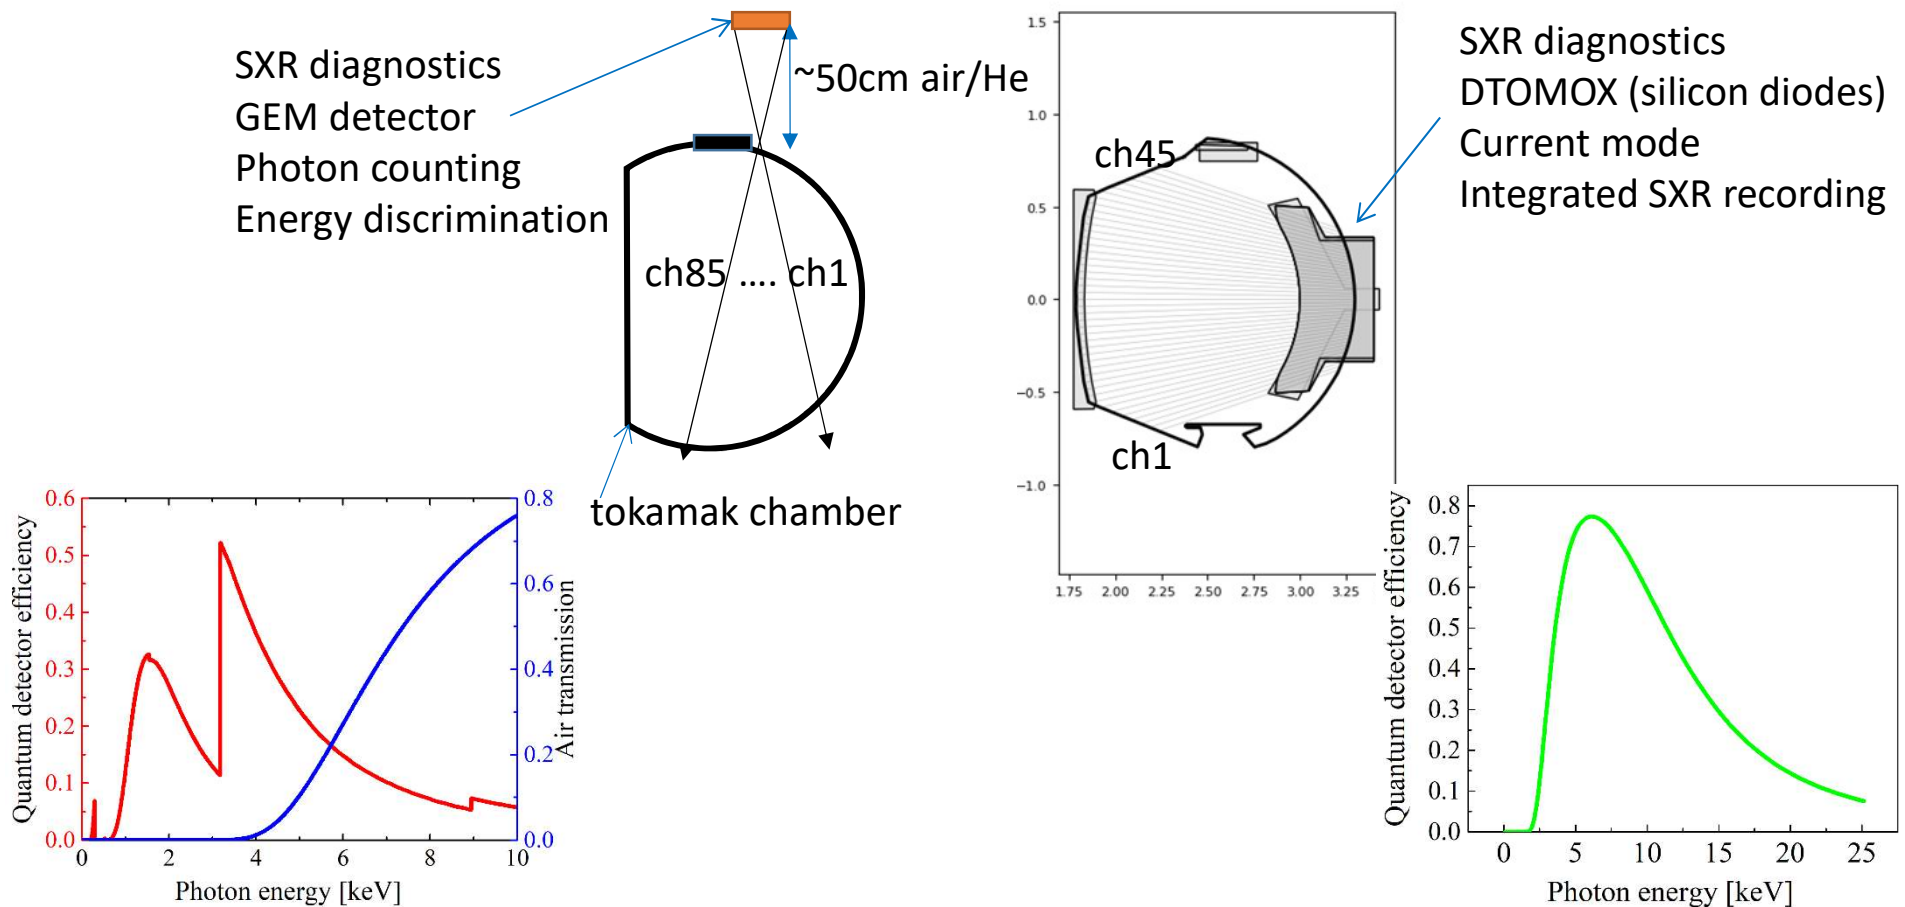 SXR diagnostics
GEM detector
Photon counting
Energy discrimination
~50cm air/He
ch85 .... ch1
tokamak chamber
SXR diagnostics
DTOMOX (silicon diodes)
Current mode
Integrated SXR recording
ch45
ch1
1.5
1.0
0.5
0.0
−0.5
−1.0
1.75 2.00 2.25 2.50 2.75 3.00 3.25
Quantum detector efficiency
0.6
0.5
0.4
0.3
0.2
0.1
0.0
0 2 4 6 8 10
Photon energy [keV]
0.8
0.6
0.4
0.2
0.0
Air transmission
Quantum detector efficiency
0.8
0.7
0.6
0.5
0.4
0.3
0.2
0.1
0.0
0 5 10 15 20 25
Photon energy [keV]